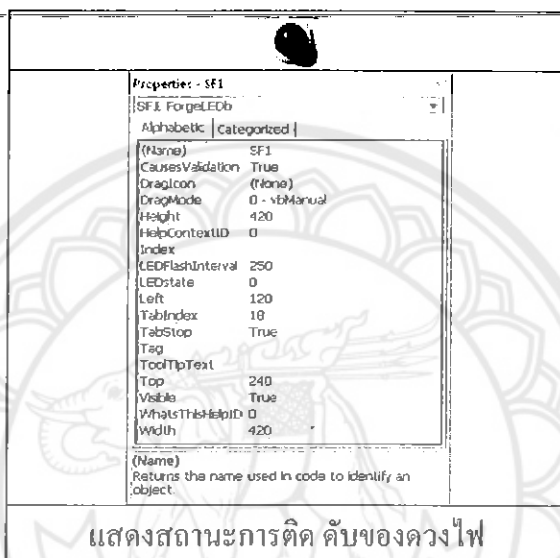 Properties - SF1
SF1 ForgeLEDb
Alphabetic Categorized
(Name) SF1
CausesValidation True
DragIcon (None)
DragMode 0 - vbManual
Height 420
HelpContextID 0
Index
LEDFlashInterval 250
LEDstate 0
Left 120
TabIndex 18
TabStop True
Tag
ToolTipText
Top 240
Visible True
WhatsThisHelpID 0
Width 420
(Name)
Returns the name used in code to identify an
object.
แสดงสถานะการติด ดับของดวงไฟ